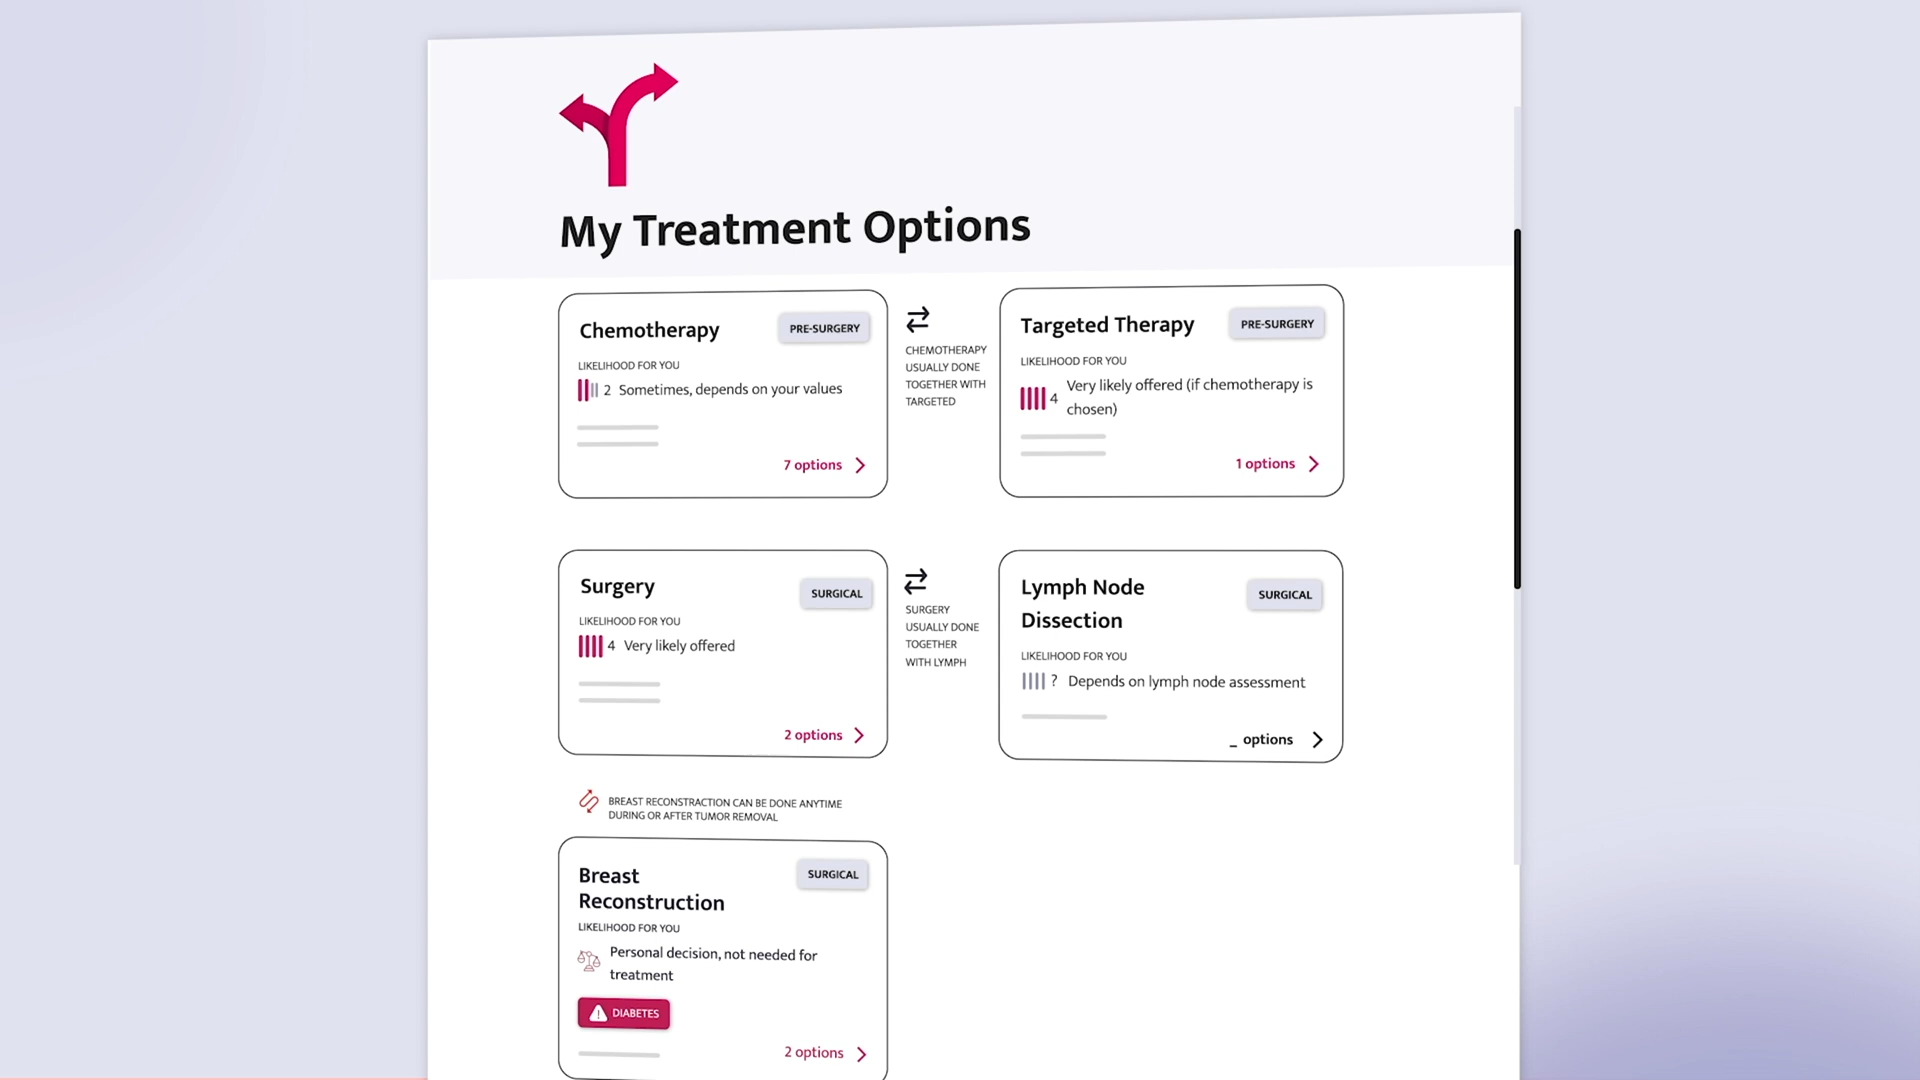 My Treatment Options
Chemotherapy
PRE-SURGERY
LIKELIHOOD FOR YOU
2 Sometimes, depends on your values
7 options
CHEMOTHERAPY
USUALLY DONE
TOGETHER WITH
TARGETED
Targeted Therapy
PRE-SURGERY
LIKELIHOOD FOR YOU
4 Very likely offered (if chemotherapy is
chosen)
1 options
Surgery
SURGICAL
LIKELIHOOD FOR YOU
4 Very likely offered
2 options
SURGERY
USUALLY DONE
TOGETHER
WITH LYMPH
Lymph Node
Dissection
SURGICAL
LIKELIHOOD FOR YOU
? Depends on lymph node assessment
_ options
BREAST RECONSTRACTION CAN BE DONE ANYTIME
DURING OR AFTER TUMOR REMOVAL
Breast
Reconstruction
SURGICAL
LIKELIHOOD FOR YOU
Personal decision, not needed for
treatment
DIABETES
2 options